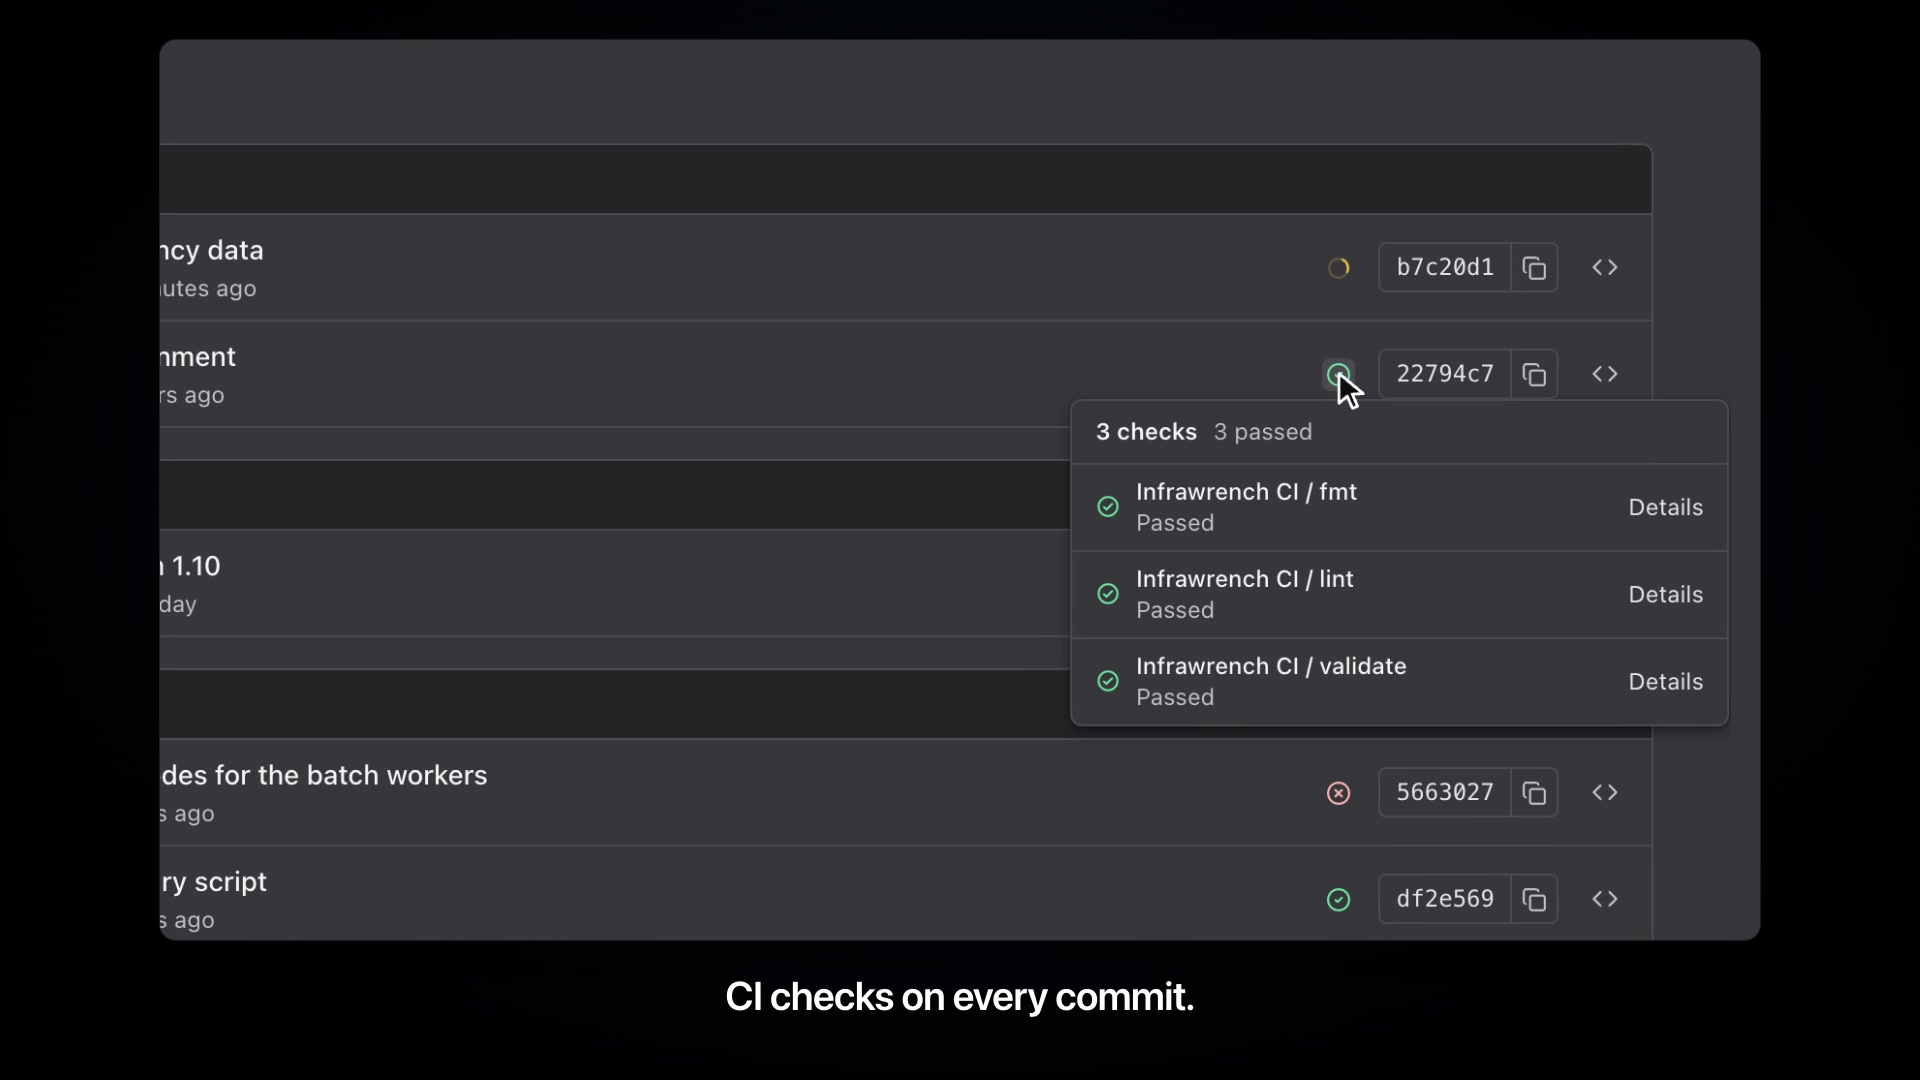 ncy data
utes ago
b7c20d1
nment
rs ago
22794c7
3 checks 3 passed
Infrawrench CI / fmt
Passed
Details
Infrawrench CI / lint
Passed
Details
Infrawrench CI / validate
Passed
Details
1.10
day
des for the batch workers
s ago
5663027
ry script
s ago
df2e569
CI checks on every commit.